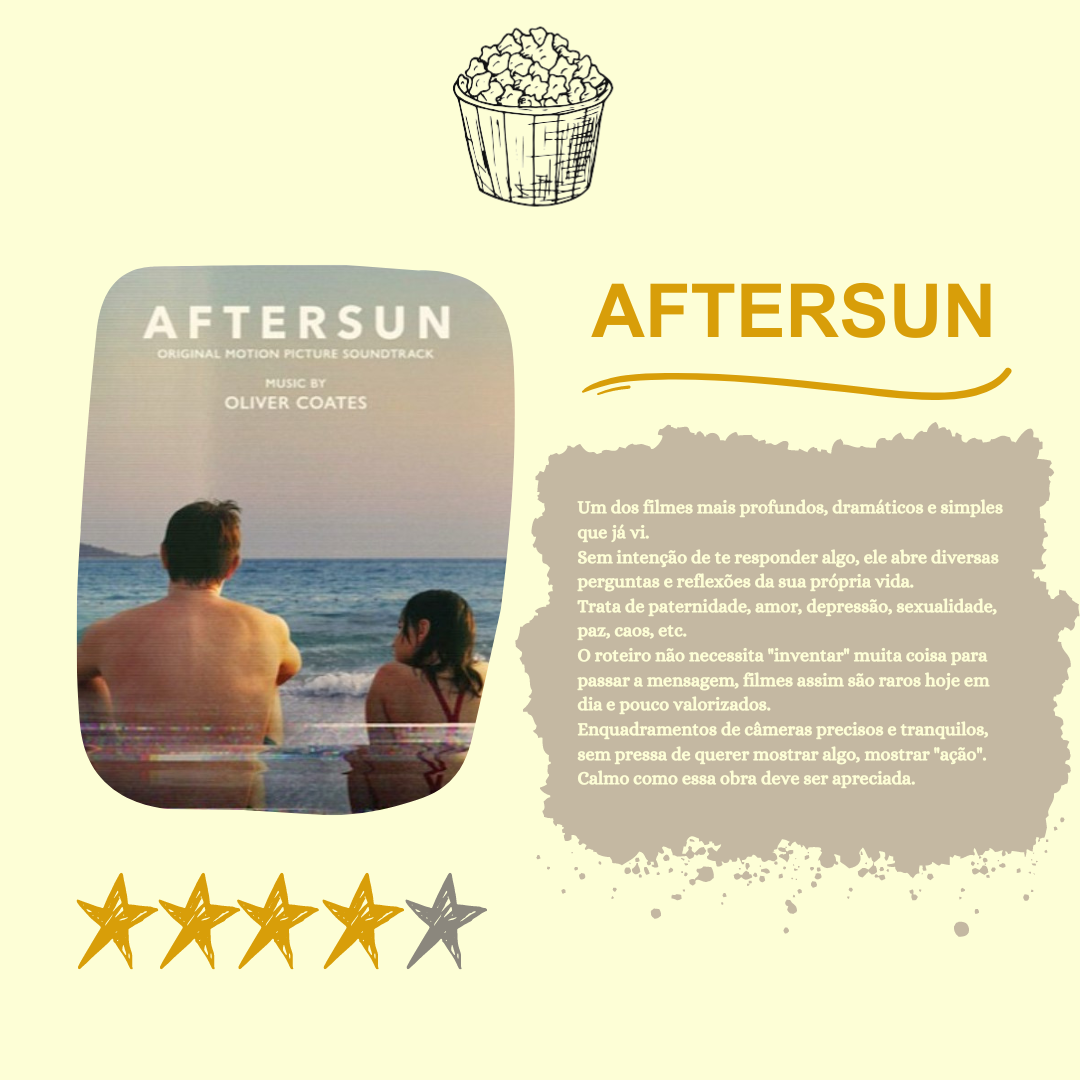 AFTERSUN
ORIGINAL MOTION PICTURE SOUNDTRACK
MUSIC BY
OLIVER COATES
AFTERSUN
Um dos filmes mais profundos, dramáticos e simples
que já vi.
Sem intenção de te responder algo, ele abre diversas
perguntas e reflexões da sua própria vida.
Trata de paternidade, amor, depressão, sexualidade,
paz, caos, etc.
O roteiro não necessita "inventar" muita coisa para
passar a mensagem, filmes assim são raros hoje em
dia e pouco valorizados.
Enquadramentos de câmeras precisos e tranquilos,
sem pressa de querer mostrar algo, mostrar "ação".
Calmo como essa obra deve ser apreciada.